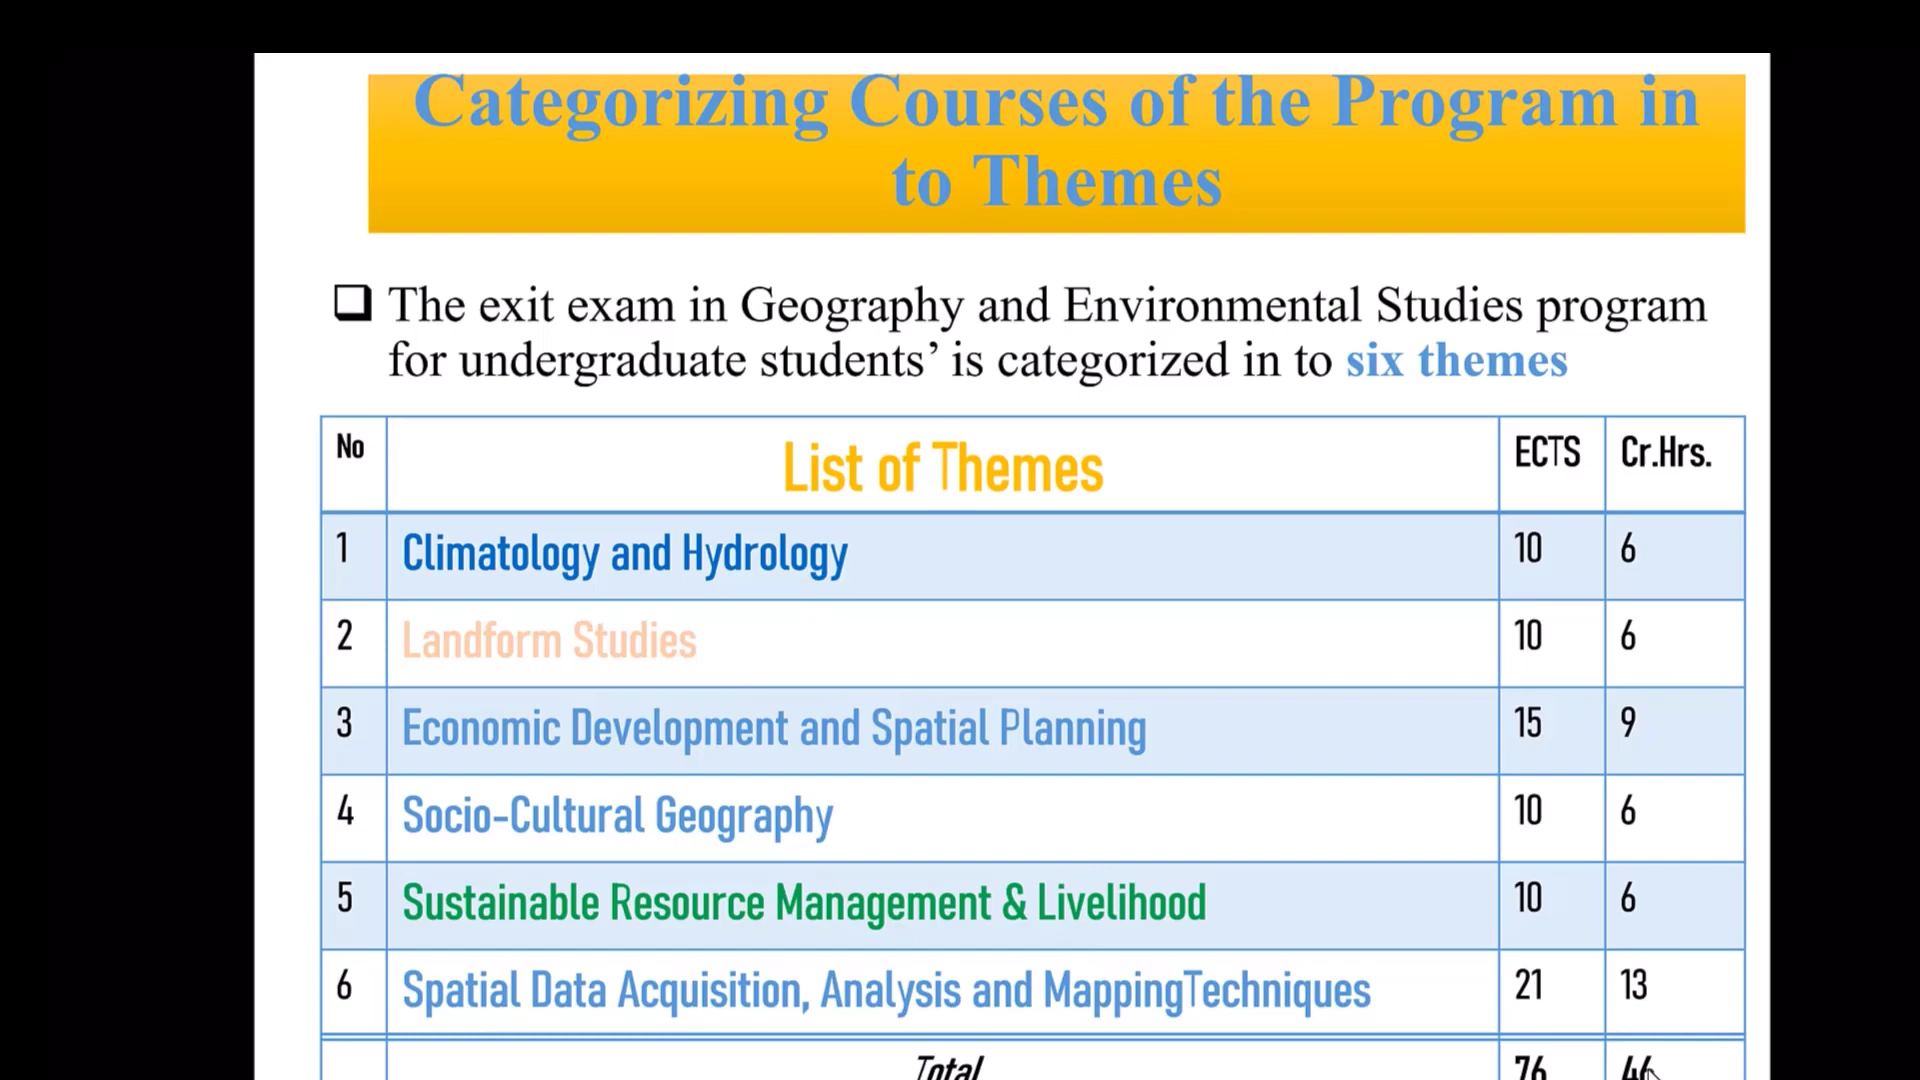 Categorizing Courses of the Program in
to Themes
The exit exam in Geography and Environmental Studies program
for undergraduate students’ is categorized in to six themes
No List of Themes ECTS Cr.Hrs.
1 Climatology and Hydrology 10 6
2 Landform Studies 10 6
3 Economic Development and Spatial Planning 15 9
4 Socio-Cultural Geography 10 6
5 Sustainable Resource Management & Livelihood 10 6
6 Spatial Data Acquisition, Analysis and MappingTechniques 21 13
Total 76 46